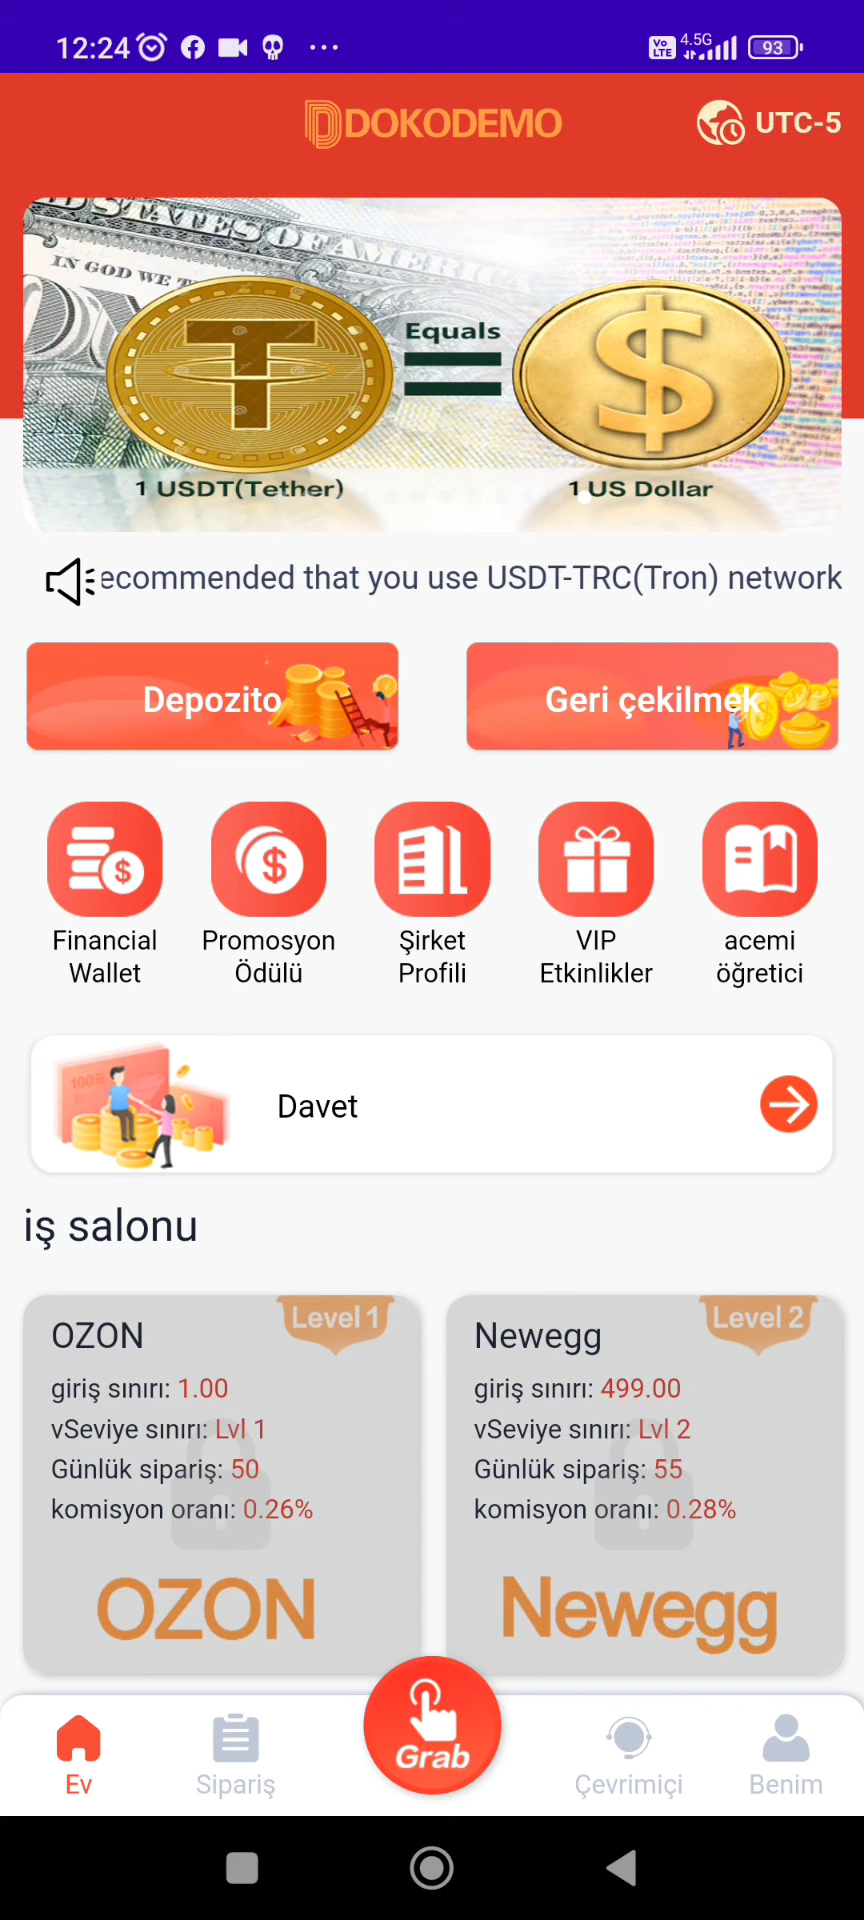 12:24
Vo LTE 4.5G 93
DOKODEMO
UTC-5
IN GOD WE T
Equals
1 USDT(Tether)
1 US Dollar
ecommended that you use USDT-TRC(Tron) network
Depozito
Geri çekilmek
Financial Wallet
Promosyon Ödülü
Şirket Profili
VIP Etkinlikler
acemi öğretici
Davet
iş salonu
OZON
Level 1
giriş sınırı: 1.00
vSeviye sınırı: Lvl 1
Günlük sipariş: 50
komisyon oranı: 0.26%
OZON
Newegg
Level 2
giriş sınırı: 499.00
vSeviye sınırı: Lvl 2
Günlük sipariş: 55
komisyon oranı: 0.28%
Newegg
Ev
Sipariş
Grab
Çevrimiçi
Benim